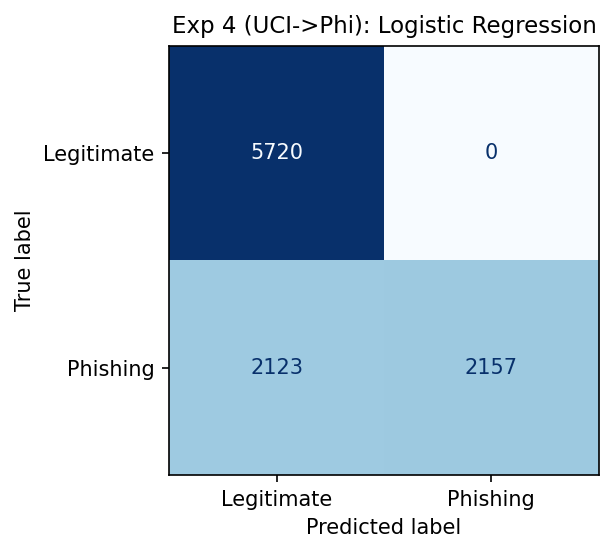 Exp 4 (UCI->Phi): Logistic Regression
True label
Legitimate
5720
0
Phishing
2123
2157
Legitimate
Phishing
Predicted label